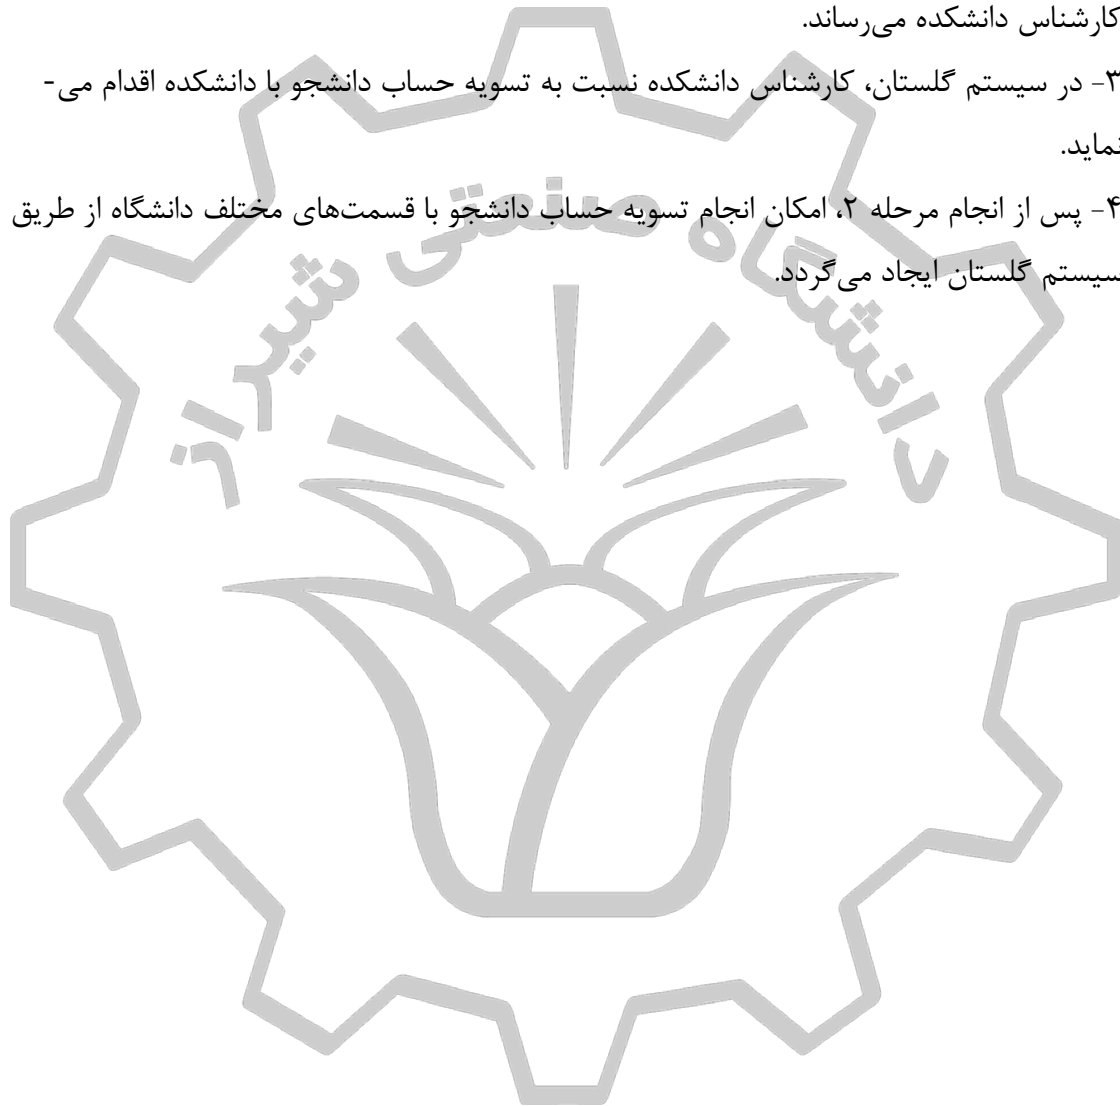 کارشناس دانشکده می‌رساند.
۳- در سیستم گلستان، کارشناس دانشکده نسبت به تسویه حساب دانشجو با دانشکده اقدام می-
نماید.
۴- پس از انجام مرحله ۲، امکان انجام تسویه حساب دانشجو با قسمت‌های مختلف دانشگاه از طریق
سیستم گلستان ایجاد می‌گردد.
دانشگاه صنعتی شیراز